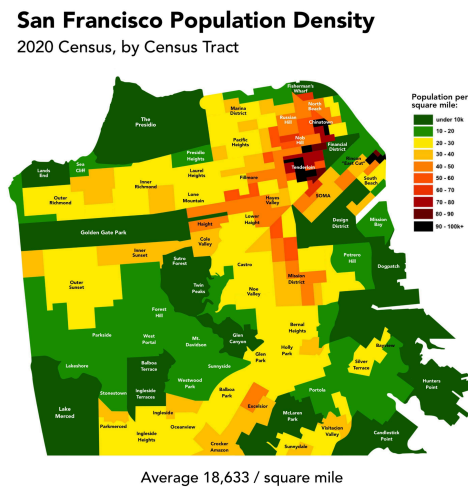 San Francisco Population Density
2020 Census, by Census Tract
Population per
square mile:
under 10k
10 - 20
20 - 30
30 - 40
40 - 50
50 - 60
60 - 70
70 - 80
80 - 90
90 - 100k+
Fisherman's
Wharf
North
Beach
Marina
District
Russian
Hill
Chinatown
The
Presidio
Pacific
Heights
Nob
Hill
Financial
District
Presidio
Heights
Tenderloin
"East Cut"
Lands
End
Sea
Cliff
Laurel
Heights
Fillmore
South
Beach
Inner
Richmond
Outer
Richmond
Lone
Mountain
Hayes
Valley
SOMA
Lower
Haight
Design
District
Mission
Bay
Golden Gate Park
Height
Cole
Valley
Inner
Sunset
Sutro
Forest
Castro
Potrero
Hill
Dogpatch
Outer
Sunset
Twin
Peaks
Noe
Valley
Mission
District
Forest
Hill
Parkside
West
Portal
Mt.
Davidson
Glen
Canyon
Bernal
Heights
Holly
Park
Glen
Park
Bayview
Silver
Terrace
Lakeshore
Balboa
Terrace
Sunnyside
Westwood
Park
Stonestown
Ingleside
Terraces
Balboa
Park
Portola
Hunters
Point
Lake
Merced
Ingleside
Excelsior
McLaren
Park
Parkmerced
Ingleside
Heights
Oceanview
Visitacion
Valley
Candlestick
Point
Crocker
Amazon
Sunnydale
Average 18,633 / square mile